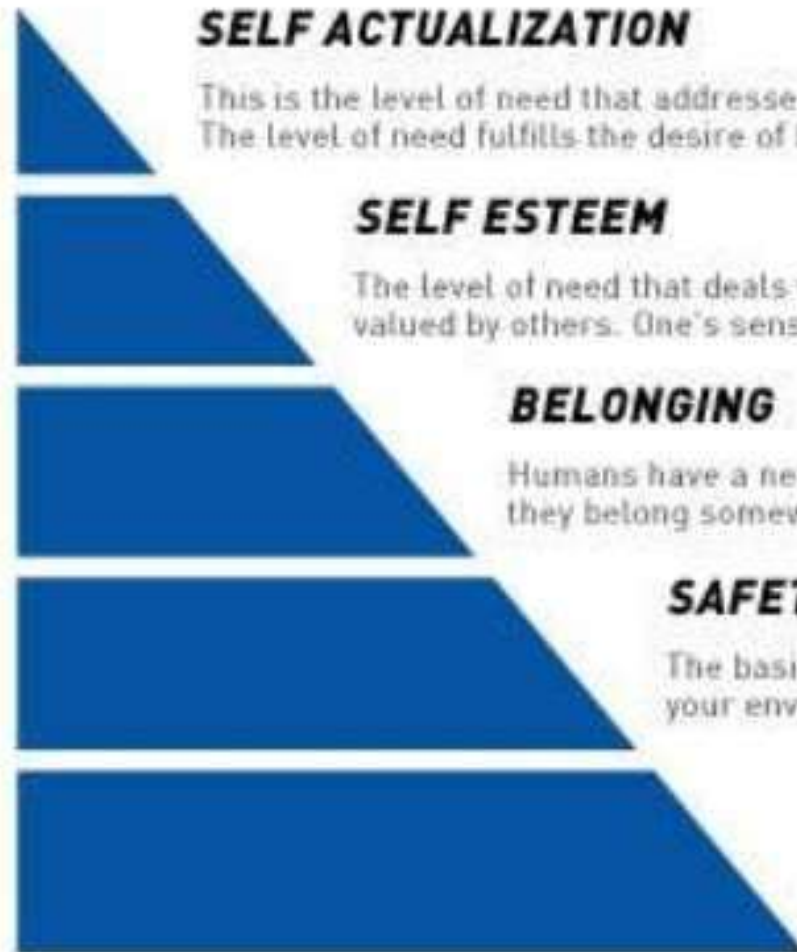 SELF ACTUALIZATION
This is the level of need that addresse
The level of need fulfills the desire of
SELF ESTEEM
The level of need that deals
valued by others. One's sens
BELONGING
Humans have a ne
they belong somew
SAFET
The basi
your env